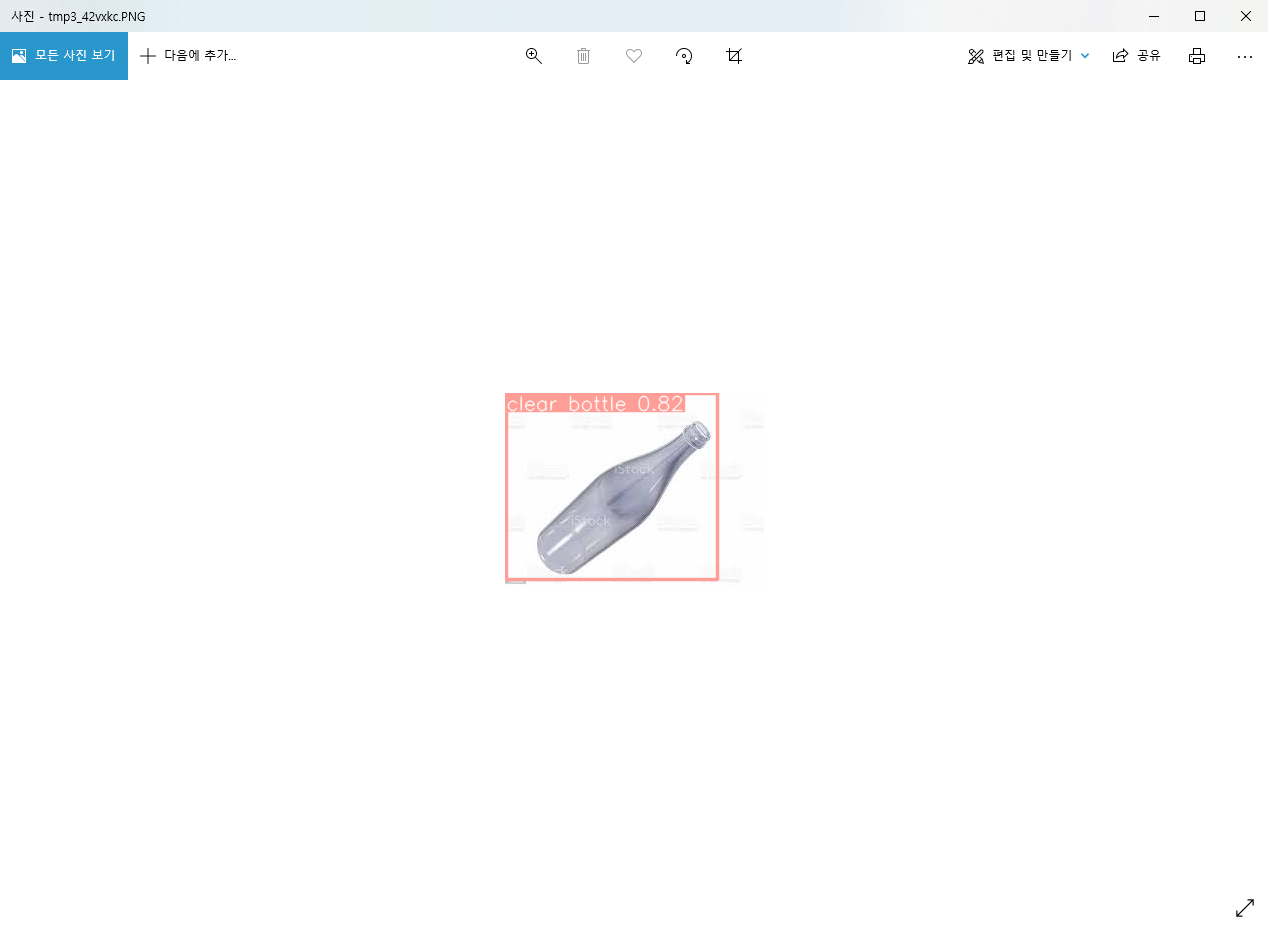 사진 - tmp3_42vxkc.PNG
모든 사진 보기
다음에 추가...
편집 및 만들기
공유
clear bottle 0.82
iStock
iStock